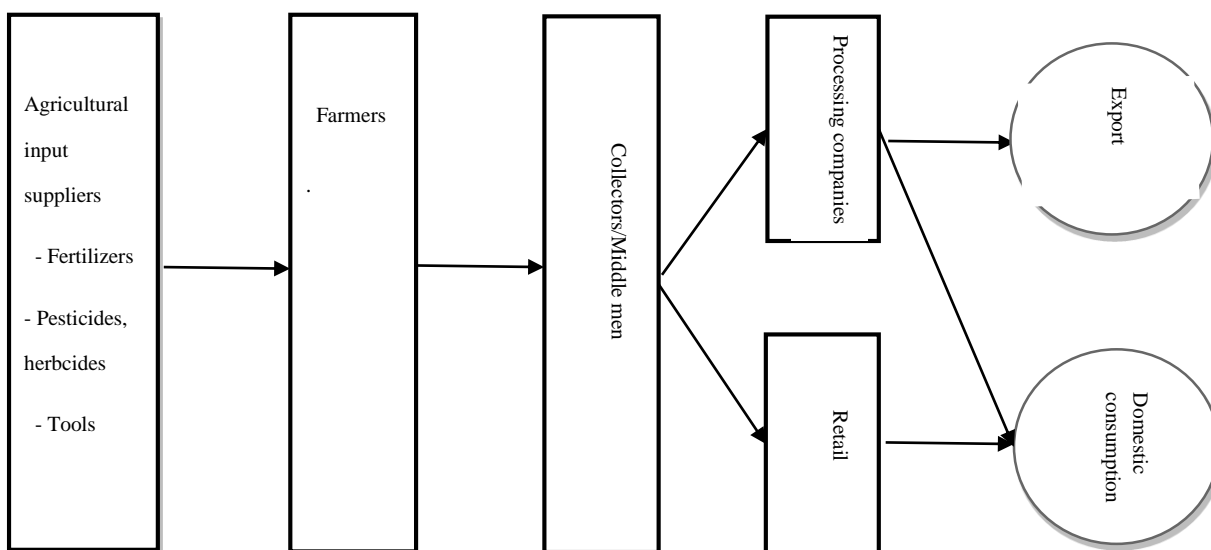 Agricultural
input
suppliers
- Fertilizers
- Pesticides,
herbcides
- Tools
Farmers
.
Collectors/Middle men
Processing companies
Retail
Export
Domestic
consumption